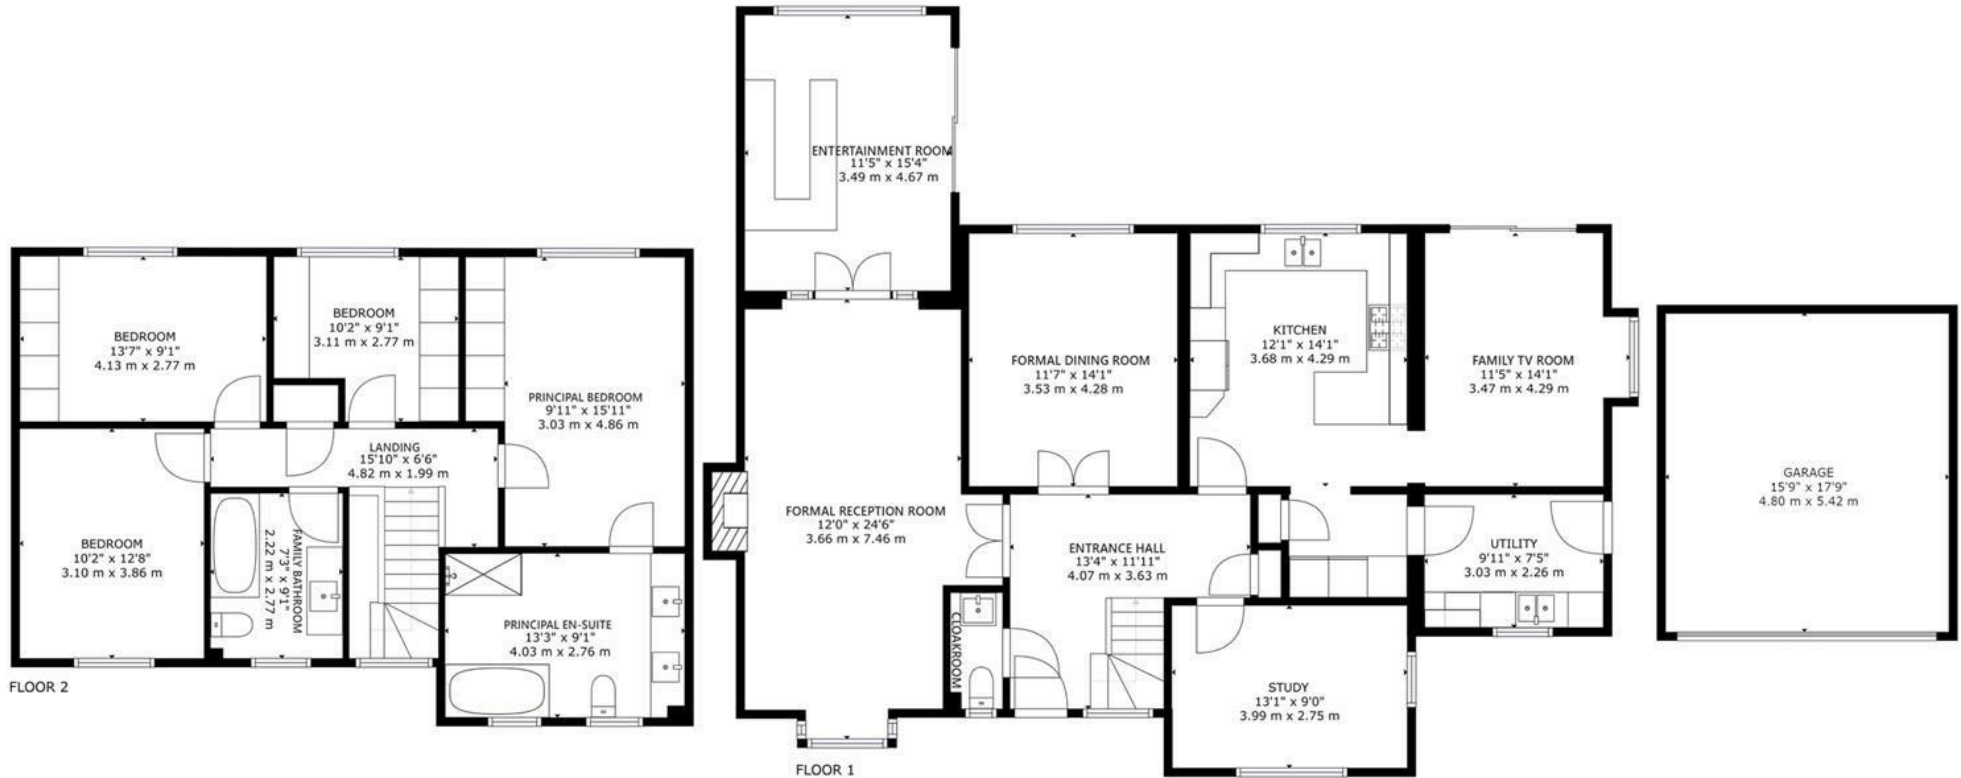 BEDROOM
13'7" x 9'1"
4.13 m x 2.77 m
BEDROOM
10'2" x 9'1"
3.11 m x 2.77 m
PRINCIPAL BEDROOM
9'11" x 15'11"
3.03 m x 4.86 m
LANDING
15'10" x 6'6"
4.82 m x 1.99 m
BEDROOM
10'2" x 12'8"
3.10 m x 3.86 m
FAMILY BATHROOM
7'3" x 9'1"
2.22 m x 2.77 m
PRINCIPAL EN-SUITE
13'3" x 9'1"
4.03 m x 2.76 m
FLOOR 2
ENTERTAINMENT ROOM
11'5" x 15'4"
3.49 m x 4.67 m
FORMAL DINING ROOM
11'7" x 14'1"
3.53 m x 4.28 m
KITCHEN
12'1" x 14'1"
3.68 m x 4.29 m
FAMILY TV ROOM
11'5" x 14'1"
3.47 m x 4.29 m
FORMAL RECEPTION ROOM
12'0" x 24'6"
3.66 m x 7.46 m
ENTRANCE HALL
13'4" x 11'11"
4.07 m x 3.63 m
UTILITY
9'11" x 7'5"
3.03 m x 2.26 m
CLOAKROOM
STUDY
13'1" x 9'0"
3.99 m x 2.75 m
FLOOR 1
GARAGE
15'9" x 17'9"
4.80 m x 5.42 m